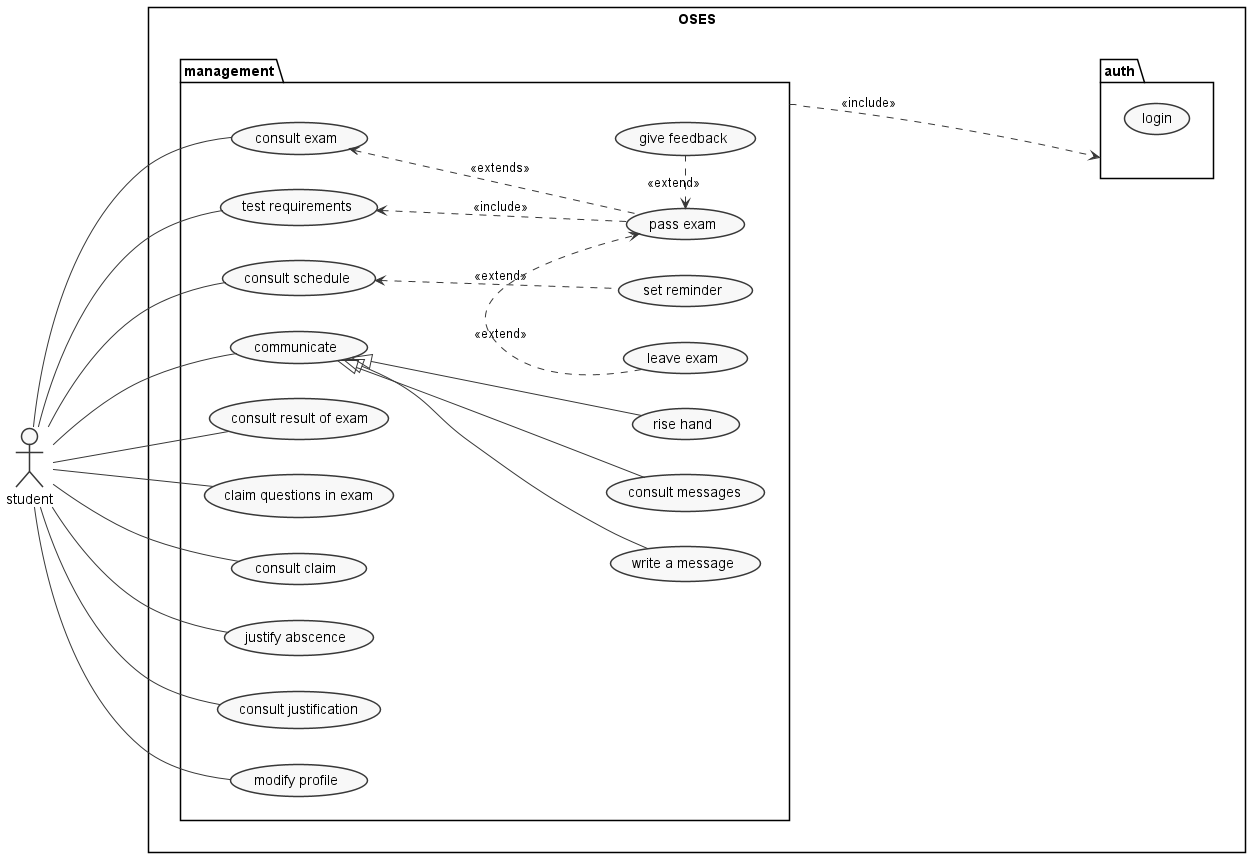 OSES
management
auth
«include»
login
consult exam
give feedback
«extends»
«extend»
test requirements
«include»
pass exam
consult schedule
«extend»
set reminder
«extend»
communicate
leave exam
consult result of exam
rise hand
claim questions in exam
consult messages
student
consult claim
write a message
justify abscence
consult justification
modify profile